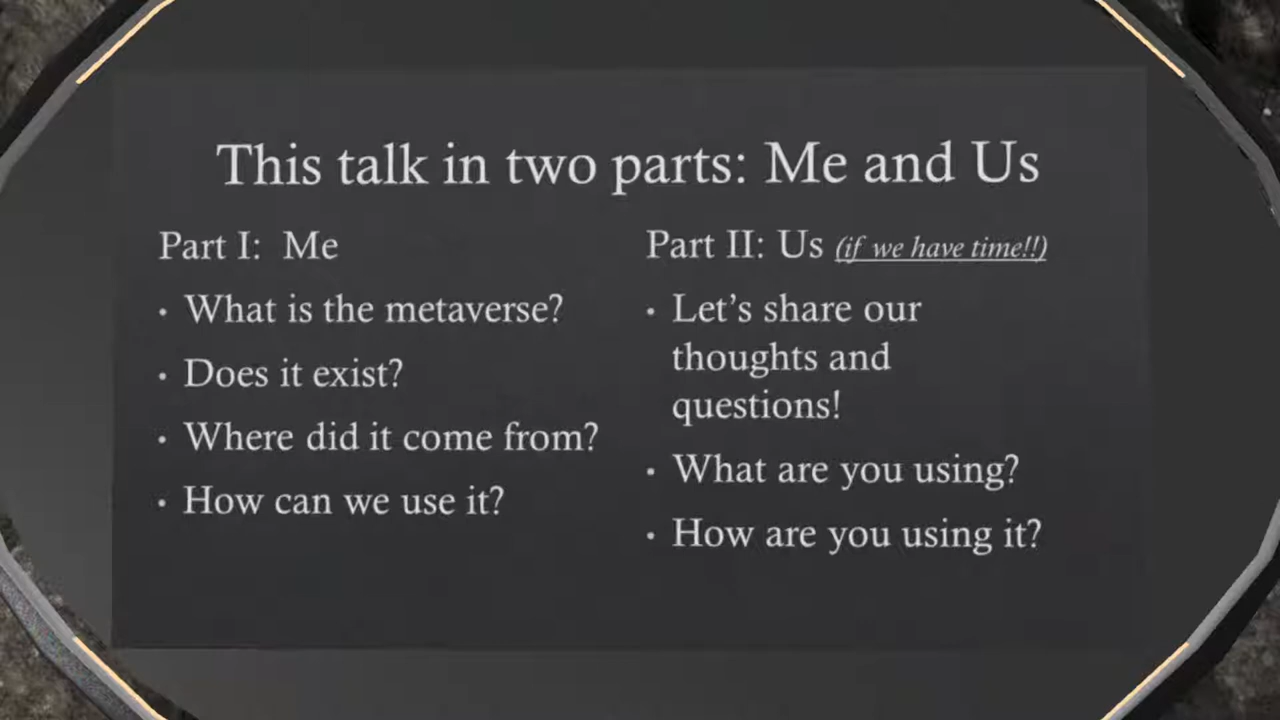 This talk in two parts: Me and Us
Part I:  Me
• What is the metaverse?
• Does it exist?
• Where did it come from?
• How can we use it?
Part II: Us (if we have time!!)
• Let’s share our
thoughts and
questions!
• What are you using?
• How are you using it?